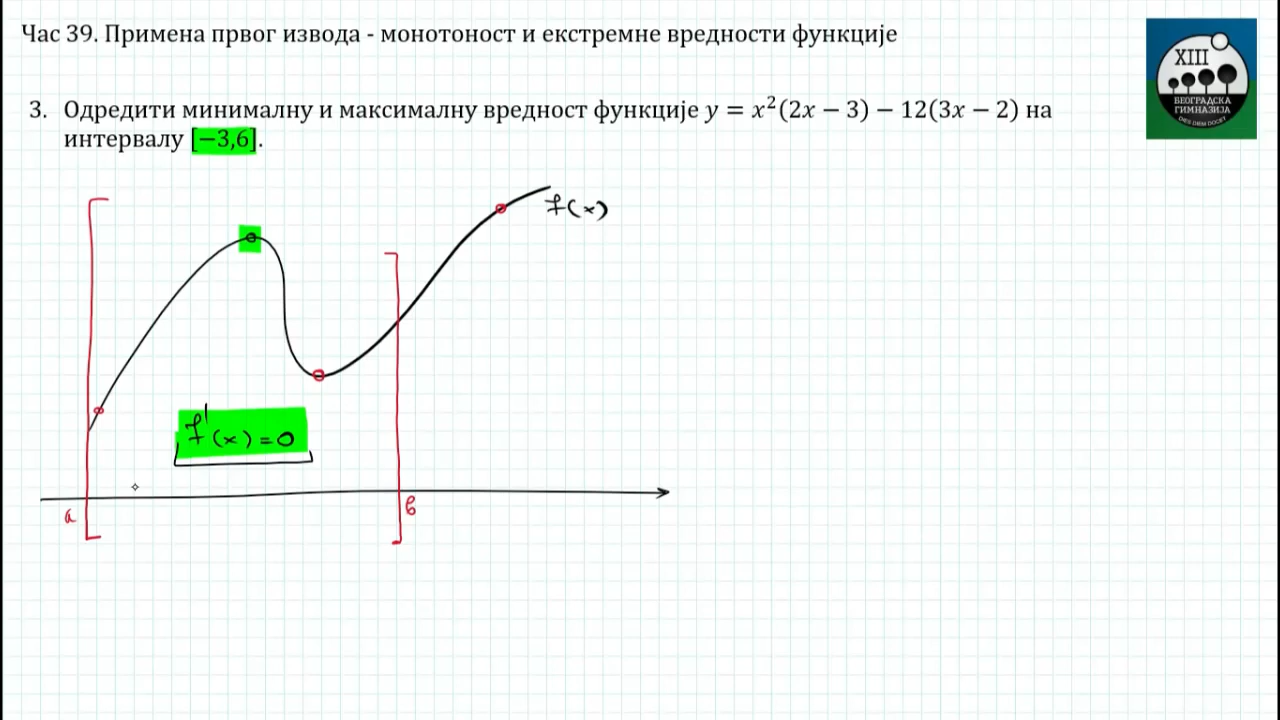 Час 39. Примена првог извода - монотоност и екстремне вредности функције
XIII
БЕОГРАДСКА
ГИМНАЗИЈА
3. Одредити минималну и максималну вредност функције y = x²(2x − 3) − 12(3x − 2) на
интервалу [−3,6].
f(x)
f'(x) = 0
a
b